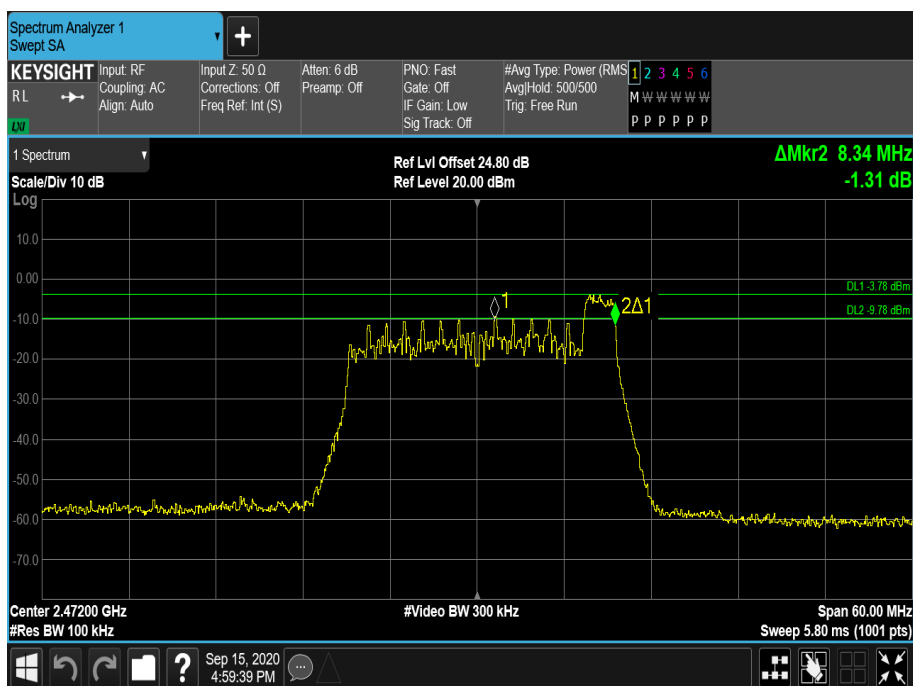 Spectrum Analyzer 1
Swept SA
+
KEYSIGHT
R L
LXI
Input: RF
Coupling: AC
Align: Auto
Input Z: 50 Ω
Corrections: Off
Freq Ref: Int (S)
Atten: 6 dB
Preamp: Off
PNO: Fast
Gate: Off
IF Gain: Low
Sig Track: Off
#Avg Type: Power (RMS
Avg|Hold: 500/500
Trig: Free Run
1 2 3 4 5 6
M W W W W W
P P P P P P
1 Spectrum
Scale/Div 10 dB
Log
Ref Lvl Offset 24.80 dB
Ref Level 20.00 dBm
ΔMkr2 8.34 MHz
-1.31 dB
10.0
0.00
DL1 -3.78 dBm
1
2Δ1
DL2 -9.78 dBm
-10.0
-20.0
-30.0
-40.0
-50.0
-60.0
-70.0
Center 2.47200 GHz
#Video BW 300 kHz
Span 60.00 MHz
#Res BW 100 kHz
Sweep 5.80 ms (1001 pts)
?
Sep 15, 2020
4:59:39 PM